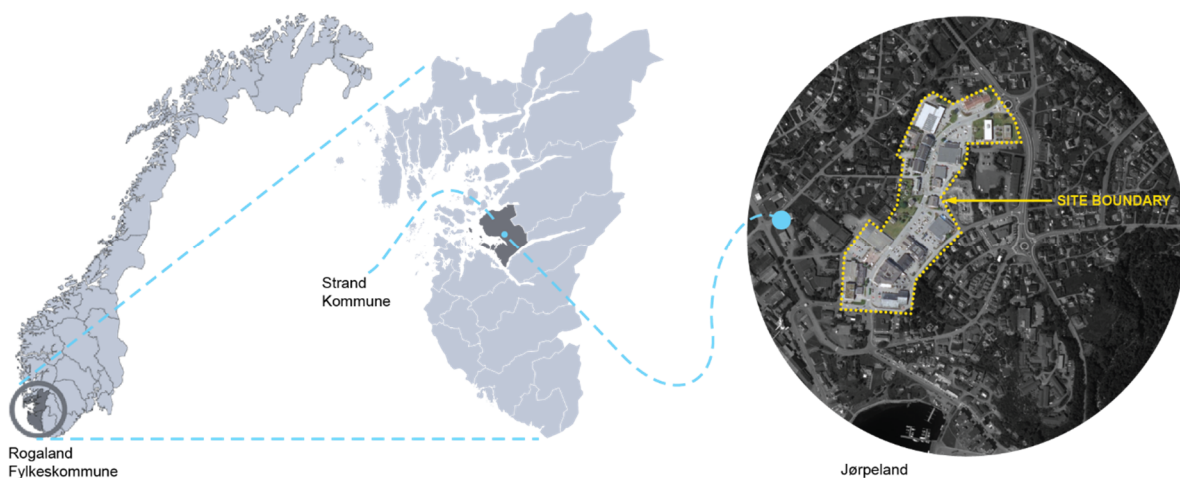 Rogaland
Fylkeskommune
Strand
Kommune
SITE BOUNDARY
Jørpeland